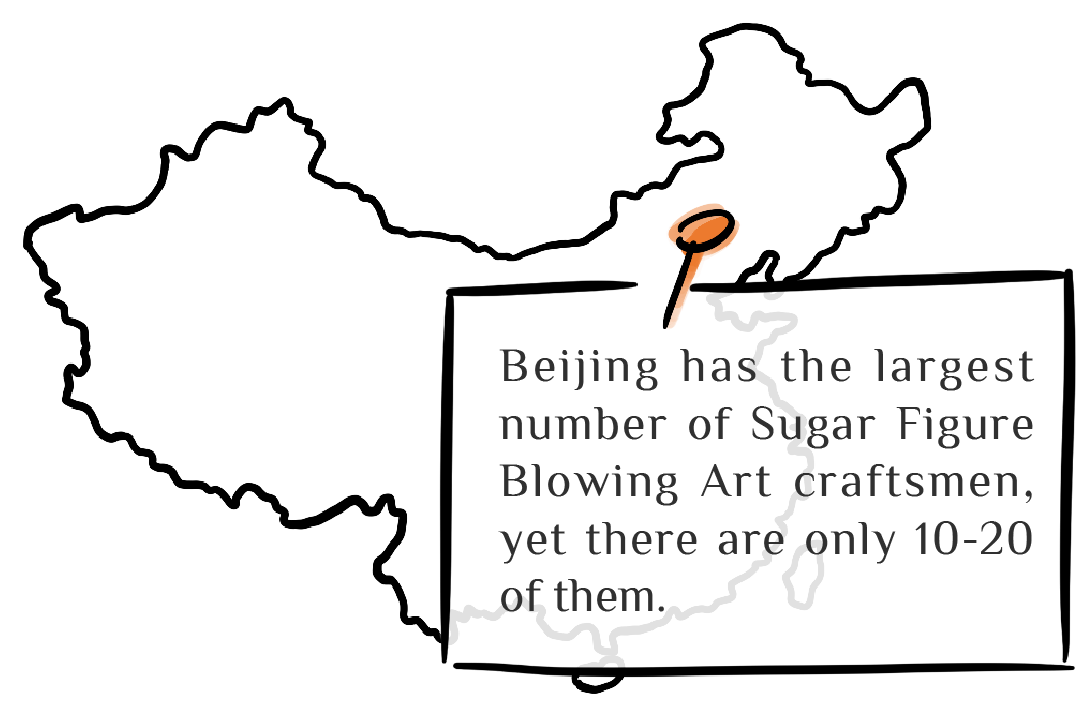 Beijing has the largest
number of Sugar Figure
Blowing Art craftsmen,
yet there are only 10-20
of them.